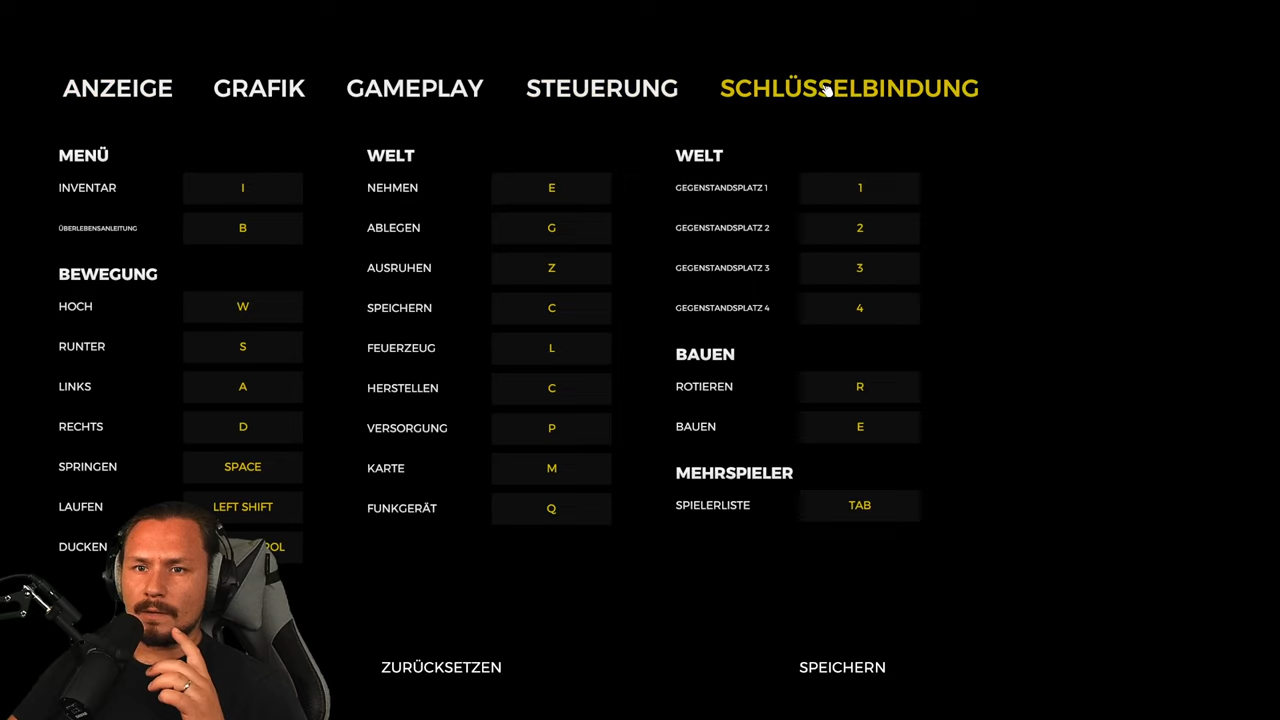 ANZEIGE GRAFIK GAMEPLAY STEUERUNG SCHLÜSSELBINDUNG
MENÜ
INVENTAR I
ÜBERLEBENSANLEITUNG B
BEWEGUNG
HOCH W
RUNTER S
LINKS A
RECHTS D
SPRINGEN SPACE
LAUFEN LEFT SHIFT
DUCKEN
WELT
NEHMEN E
ABLEGEN G
AUSRUHEN Z
SPEICHERN C
FEUERZEUG L
HERSTELLEN C
VERSORGUNG P
KARTE M
FUNKGERÄT Q
WELT
GEGENSTANDSPLATZ 1 1
GEGENSTANDSPLATZ 2 2
GEGENSTANDSPLATZ 3 3
GEGENSTANDSPLATZ 4 4
BAUEN
ROTIEREN R
BAUEN E
MEHRSPIELER
SPIELERLISTE TAB
ZURÜCKSETZEN SPEICHERN